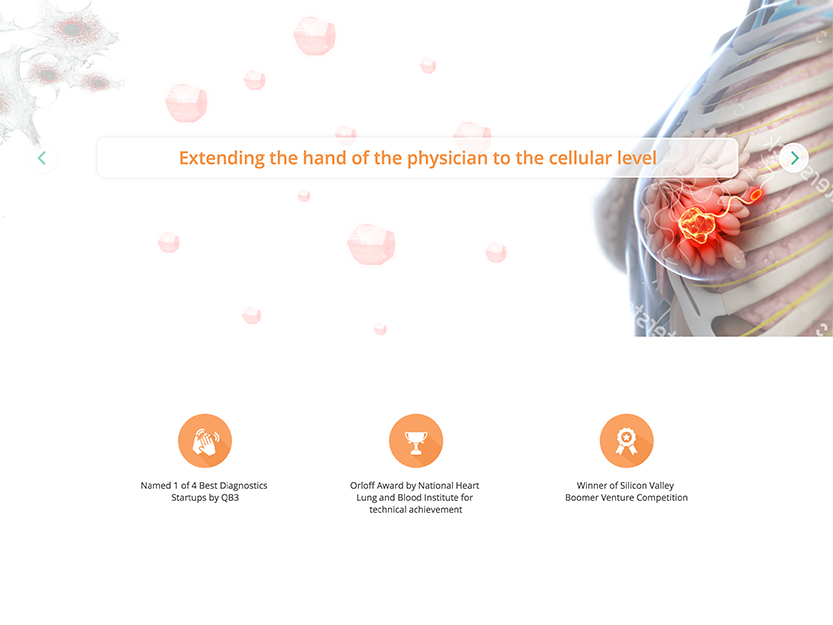 Extending the hand of the physician to the cellular level
Named 1 of 4 Best Diagnostics
Startups by QB3
Orloff Award by National Heart
Lung and Blood Institute for
technical achievement
Winner of Silicon Valley
Boomer Venture Competition